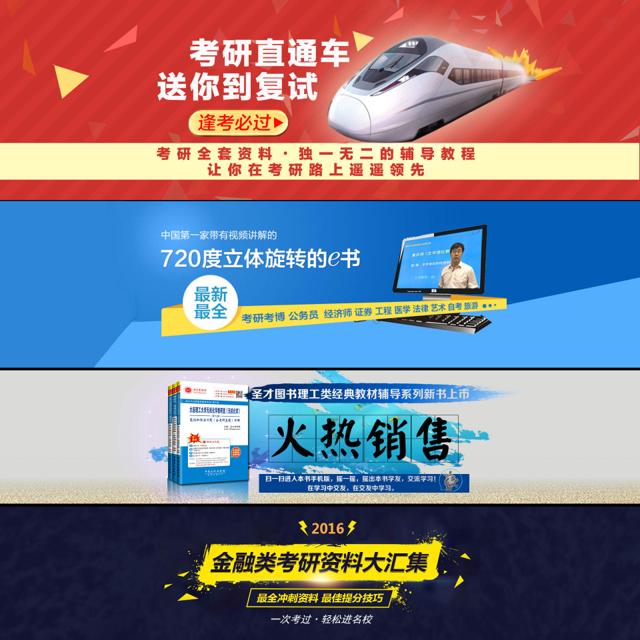 考研直通车
送你到复试
逢考必过
考研全套资料·独一无二的辅导教程
让你在考研路上遥遥领先
中国第一家带有视频讲解的
720度立体旋转的e书
最新
最全
考研考博 公务员 经济师 证券 工程 医学 法律 艺术 自考 旅游
圣才图书理工类经典教材辅导系列新书上市
火热销售
扫一扫进入本书手机版，摇一摇，摇出本书学友，交流学习！
在学习中交友，在交友中学习。
2016
金融类考研资料大汇集
最全冲刺资料 最佳提分技巧
一次考过·轻松进名校